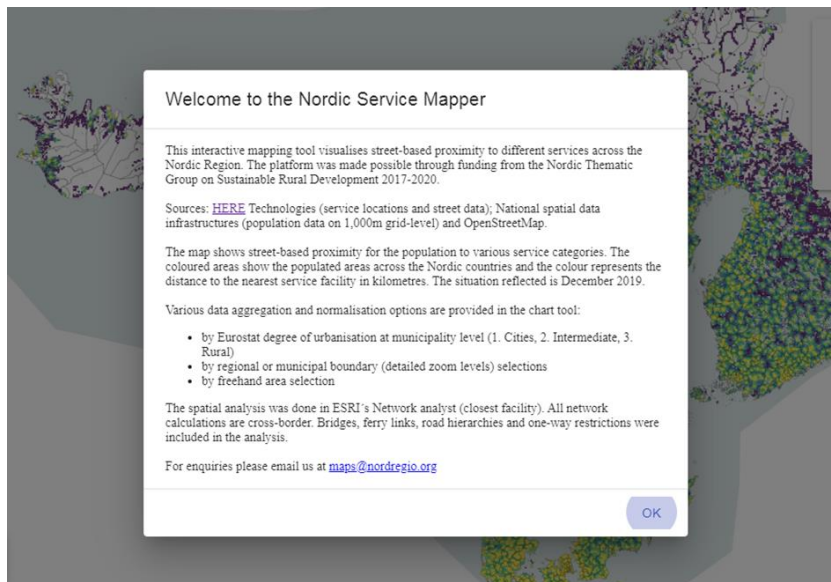 Welcome to the Nordic Service Mapper
This interactive mapping tool visualises street-based proximity to different services across the
Nordic Region. The platform was made possible through funding from the Nordic Thematic
Group on Sustainable Rural Development 2017-2020.
Sources: HERE Technologies (service locations and street data); National spatial data
infrastructures (population data on 1,000m grid-level) and OpenStreetMap.
The map shows street-based proximity for the population to various service categories. The
coloured areas show the populated areas across the Nordic countries and the colour represents the
distance to the nearest service facility in kilometres. The situation reflected is December 2019.
Various data aggregation and normalisation options are provided in the chart tool:
• by Eurostat degree of urbanisation at municipality level (1. Cities, 2. Intermediate, 3.
Rural)
• by regional or municipal boundary (detailed zoom levels) selections
• by freehand area selection
The spatial analysis was done in ESRI´s Network analyst (closest facility). All network
calculations are cross-border. Bridges, ferry links, road hierarchies and one-way restrictions were
included in the analysis.
For enquiries please email us at maps@nordregio.org
OK